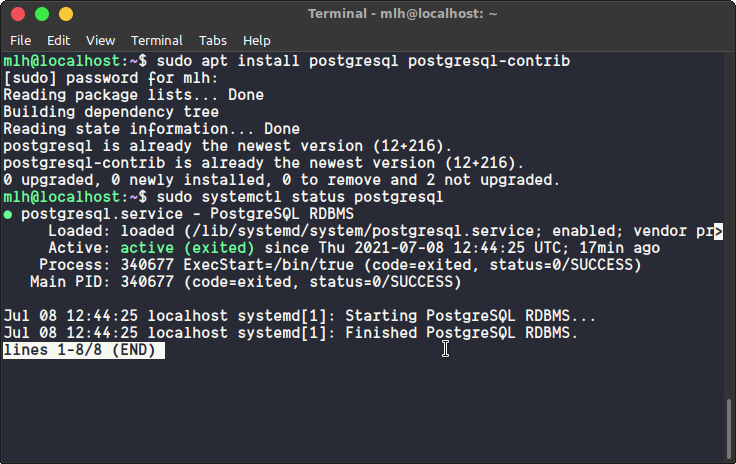 Terminal - mlh@localhost: ~
File Edit View Terminal Tabs Help
mlh@localhost:~$ sudo apt install postgresql postgresql-contrib
[sudo] password for mlh:
Reading package lists... Done
Building dependency tree
Reading state information... Done
postgresql is already the newest version (12+216).
postgresql-contrib is already the newest version (12+216).
0 upgraded, 0 newly installed, 0 to remove and 2 not upgraded.
mlh@localhost:~$ sudo systemctl status postgresql
● postgresql.service - PostgreSQL RDBMS
     Loaded: loaded (/lib/systemd/system/postgresql.service; enabled; vendor pr>
     Active: active (exited) since Thu 2021-07-08 12:44:25 UTC; 17min ago
    Process: 340677 ExecStart=/bin/true (code=exited, status=0/SUCCESS)
   Main PID: 340677 (code=exited, status=0/SUCCESS)
Jul 08 12:44:25 localhost systemd[1]: Starting PostgreSQL RDBMS...
Jul 08 12:44:25 localhost systemd[1]: Finished PostgreSQL RDBMS.
lines 1-8/8 (END)